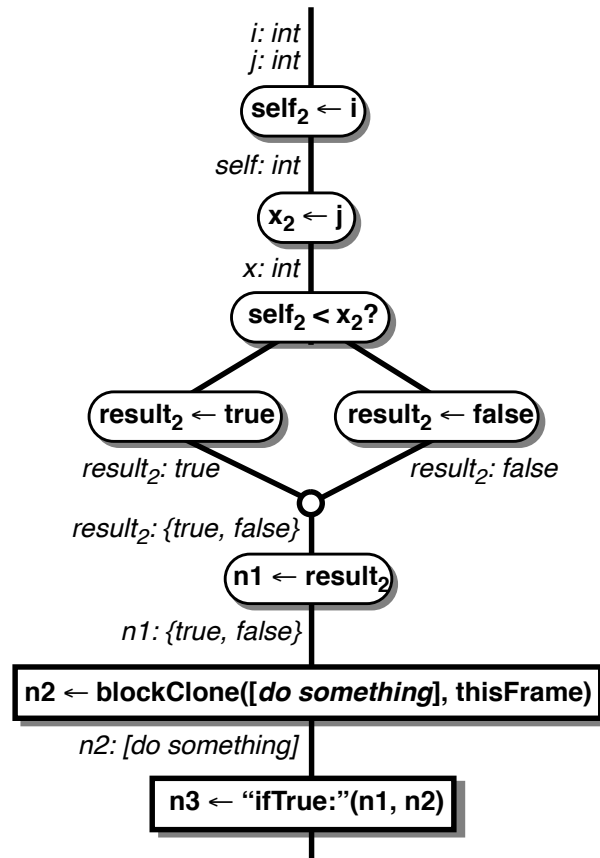 i: int
j: int
self₂ ← i
self: int
x₂ ← j
x: int
self₂ < x₂?
result₂ ← true
result₂ ← false
result₂: true
result₂: false
result₂: {true, false}
n1 ← result₂
n1: {true, false}
n2 ← blockClone([do something], thisFrame)
n2: [do something]
n3 ← “ifTrue:”(n1, n2)